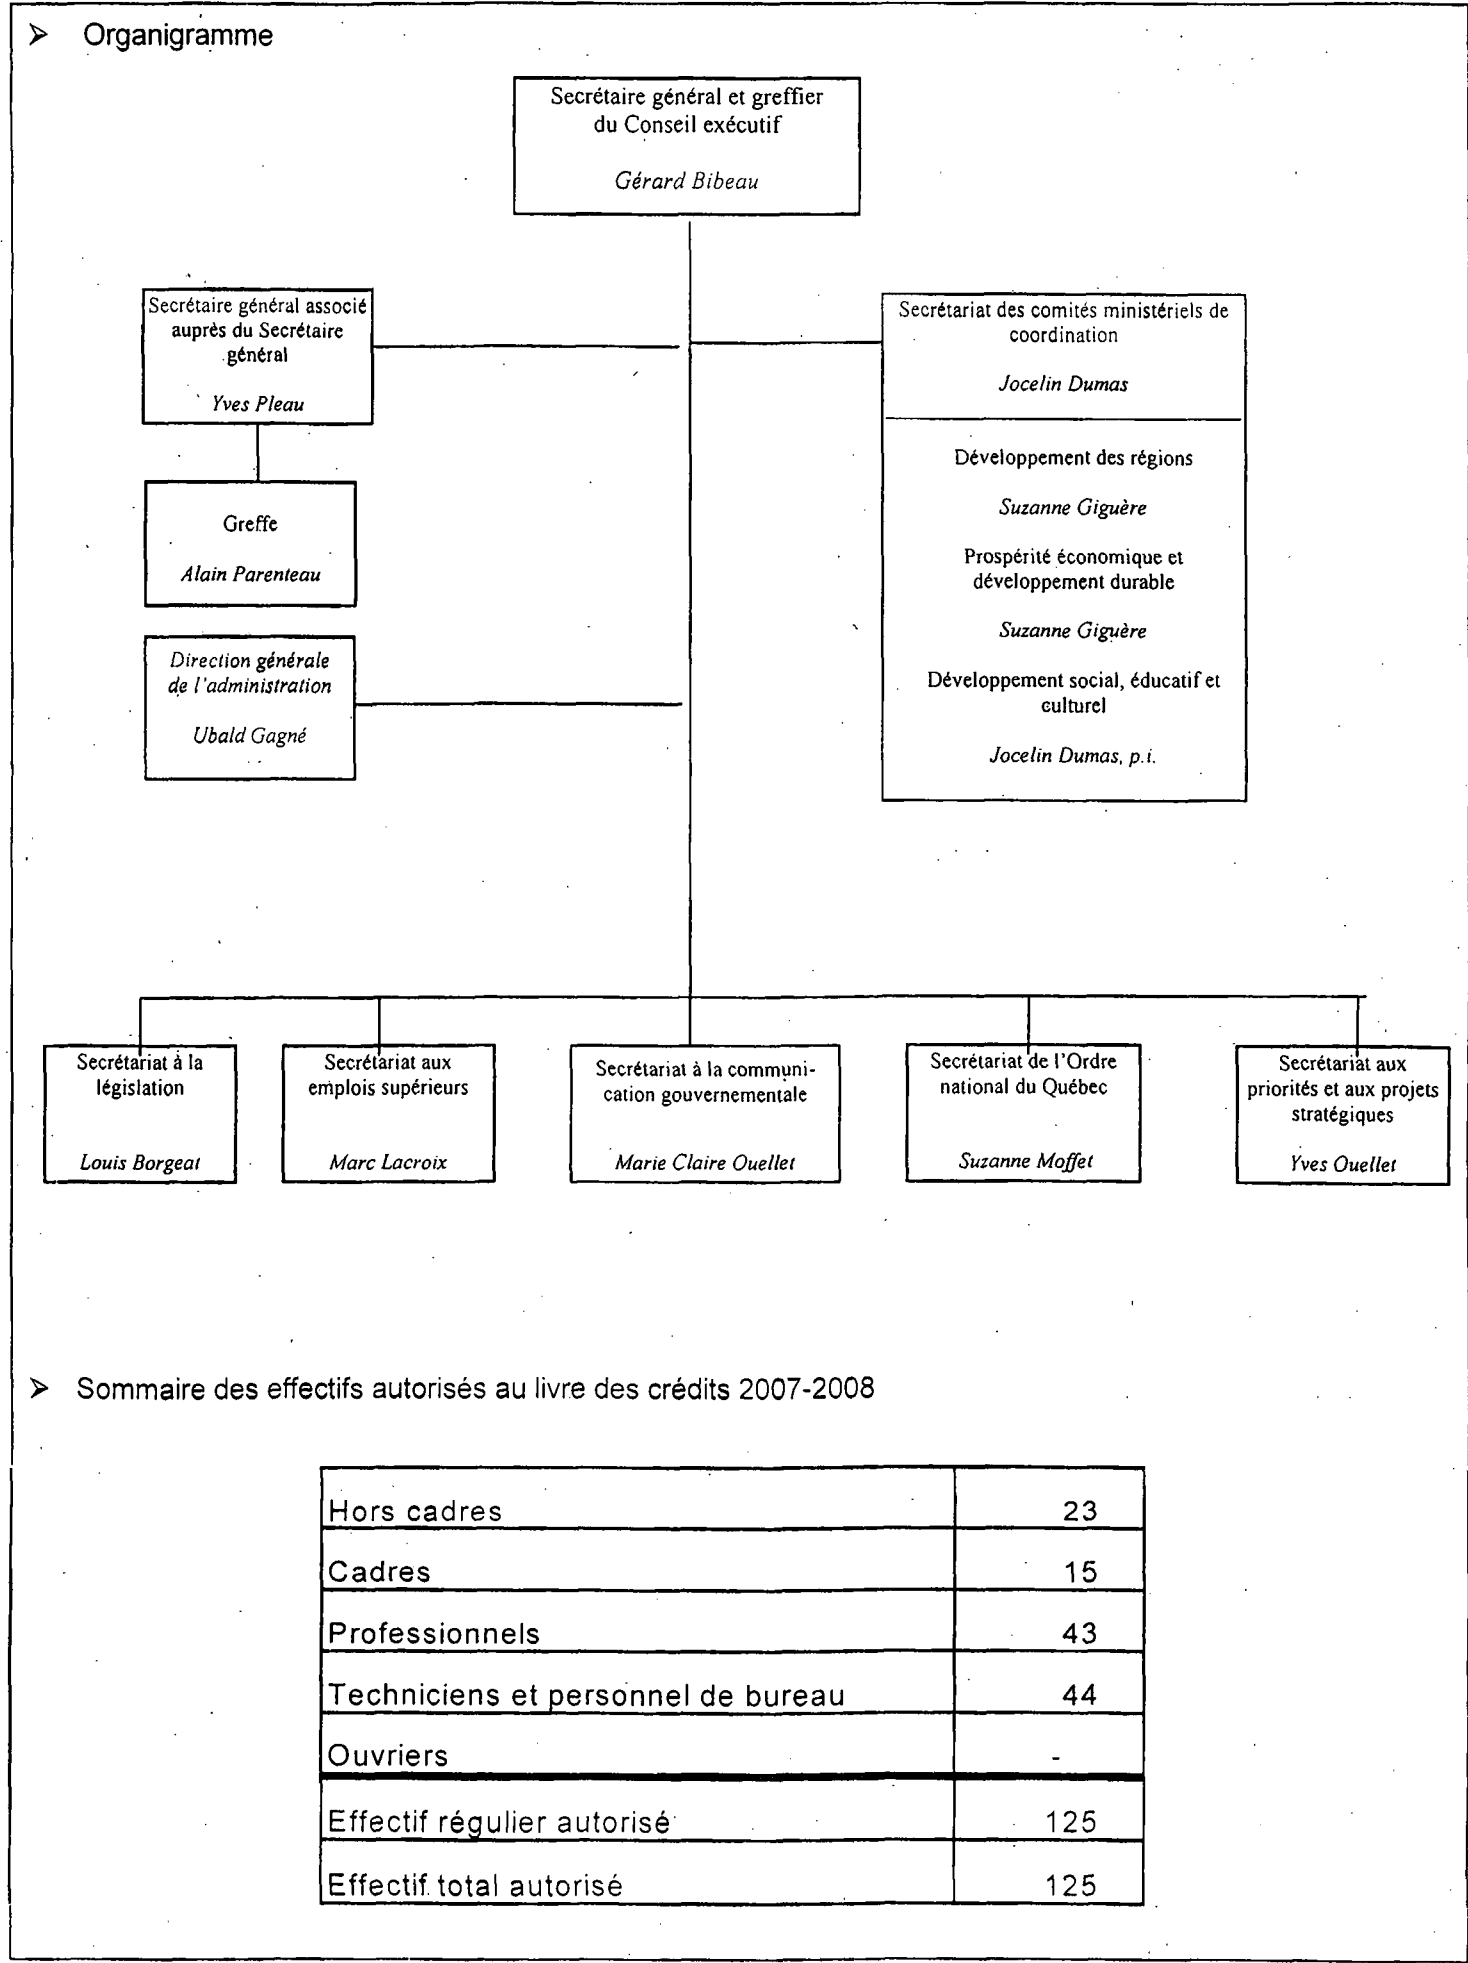 ➢ Organigramme
Secrétaire général et greffier
du Conseil exécutif
Gérard Bibeau
Secrétaire général associé
auprès du Secrétaire
général
Yves Pleau
Greffe
Alain Parenteau
Direction générale
de l'administration
Ubald Gagné
Secrétariat des comités ministériels de
coordination
Jocelin Dumas
Développement des régions
Suzanne Giguère
Prospérité économique et
développement durable
Suzanne Giguère
Développement social, éducatif et
culturel
Jocelin Dumas, p.i.
Secrétariat à la
législation
Louis Borgeat
Secrétariat aux
emplois supérieurs
Marc Lacroix
Secrétariat à la communi-
cation gouvernementale
Marie Claire Ouellet
Secrétariat de l'Ordre
national du Québec
Suzanne Moffet
Secrétariat aux
priorités et aux projets
stratégiques
Yves Ouellet
➢ Sommaire des effectifs autorisés au livre des crédits 2007-2008
Hors cadres 23
Cadres 15
Professionnels 43
Techniciens et personnel de bureau 44
Ouvriers -
Effectif régulier autorisé 125
Effectif total autorisé 125